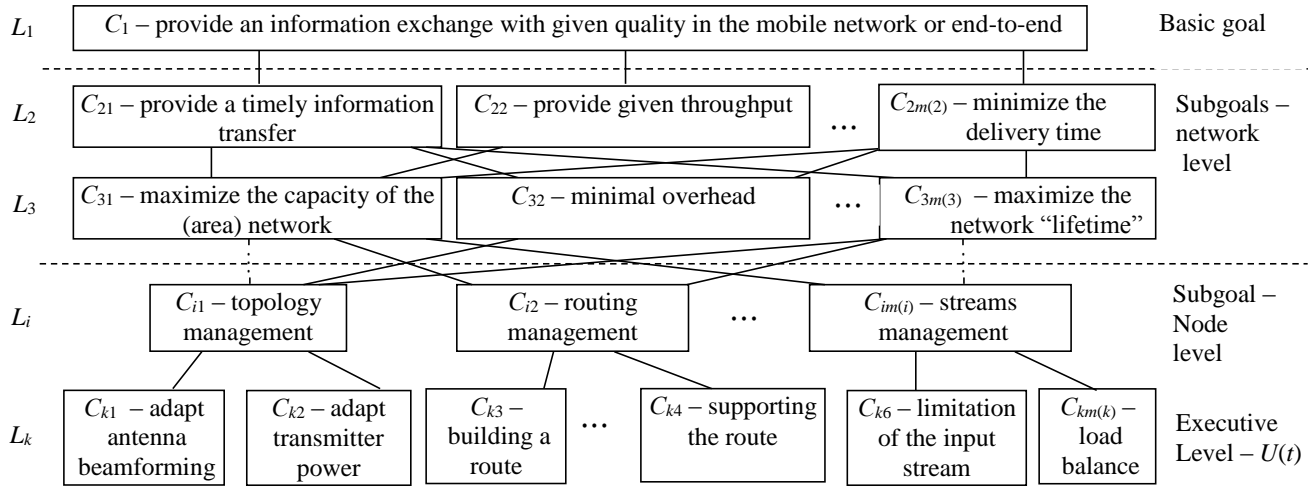 L1
C1 – provide an information exchange with given quality in the mobile network or end-to-end
Basic goal
L2
C21 – provide a timely information
transfer
C22 – provide given throughput
...
C2m(2) – minimize the
delivery time
Subgoals –
network
level
L3
C31 – maximize the capacity of the
(area) network
C32 – minimal overhead
...
C3m(3) – maximize
the network “lifetime”
Li
Ci1 – topology
management
Ci2 – routing
management
...
Cim(i) – streams
management
Subgoal –
Node
level
Lk
Ck1 – adapt
antenna
beamforming
Ck2 – adapt
transmitter
power
Ck3 –
building a
route
...
Ck4 – supporting
the route
Ck6 – limitation
of the input
stream
Ckm(k) –
load
balance
Executive
Level – U(t)